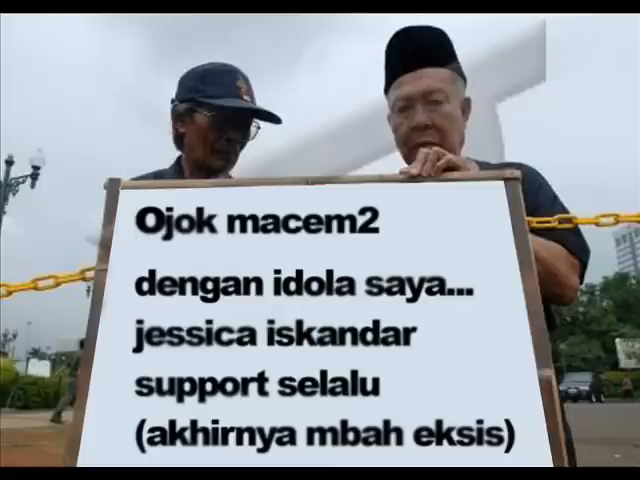 Ojok macem2
dengan idola saya...
jessica iskandar
support selalu
(akhirnya mbah eksis)